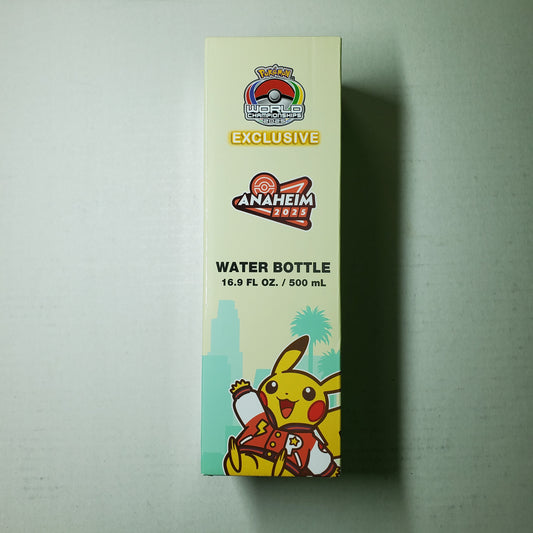 Pokémon
WORLD
CHAMPIONSHIPS
EXCLUSIVE
ANAHEIM
2025
WATER BOTTLE
16.9 FL OZ. / 500 mL